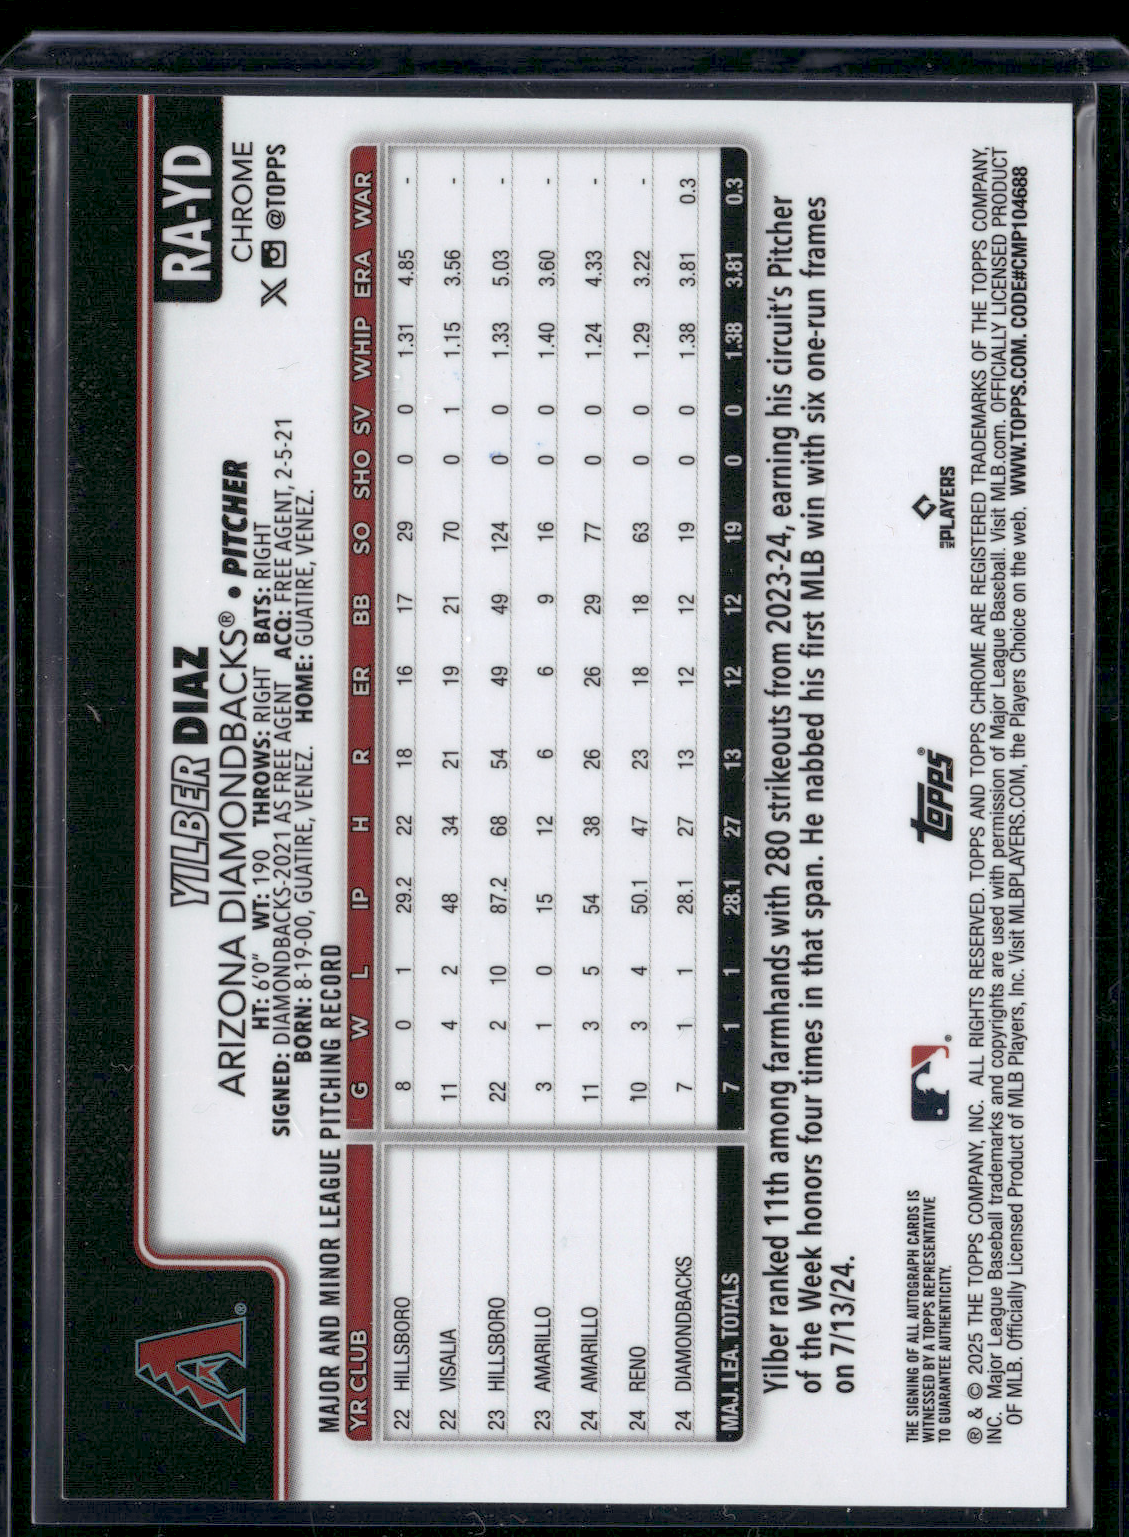 RA-YD
CHROME
X @TOPPS
YILBER DIAZ
ARIZONA DIAMONDBACKS® • PITCHER
HT: 6'0" WT: 190 THROWS: RIGHT BATS: RIGHT
SIGNED: DIAMONDBACKS-2021 AS FREE AGENT ACQ: FREE AGENT, 2-5-21
BORN: 8-19-00, GUATIRE, VENEZ. HOME: GUATIRE, VENEZ.
MAJOR AND MINOR LEAGUE PITCHING RECORD
YR CLUB G W L IP H R ER BB SO SHO SV WHIP ERA WAR
22 HILLSBORO 8 0 1 29.2 22 18 16 17 29 0 0 1.31 4.85 -
22 VISALIA 11 4 2 48 34 21 19 21 70 0 1 1.15 3.56 -
23 HILLSBORO 22 2 10 87.2 68 54 49 49 124 0 0 1.33 5.03 -
23 AMARILLO 3 1 0 15 12 6 6 9 16 0 0 1.40 3.60 -
24 AMARILLO 11 3 5 54 38 26 26 29 77 0 0 1.24 4.33 -
24 RENO 10 3 4 50.1 47 23 18 18 63 0 0 1.29 3.22 -
24 DIAMONDBACKS 7 1 1 28.1 27 13 12 12 19 0 0 1.38 3.81 0.3
MAJ. LEA. TOTALS 7 1 1 28.1 27 13 12 12 19 0 0 1.38 3.81 0.3
Yilber ranked 11th among farmhands with 280 strikeouts from 2023-24, earning his circuit's Pitcher
of the Week honors four times in that span. He nabbed his first MLB win with six one-run frames
on 7/13/24.
THE SIGNING OF ALL AUTOGRAPH CARDS IS
WITNESSED BY A TOPPS REPRESENTATIVE
TO GUARANTEE AUTHENTICITY.
®
topps®
PLAYERS
® & © 2025 THE TOPPS COMPANY, INC. ALL RIGHTS RESERVED. TOPPS AND TOPPS CHROME ARE REGISTERED TRADEMARKS OF THE TOPPS COMPANY,
INC. Major League Baseball trademarks and copyrights are used with permission of Major League Baseball. Visit MLB.com. OFFICIALLY LICENSED PRODUCT
OF MLB. Officially Licensed Product of MLB Players, Inc. Visit MLBPLAYERS.COM, the Players Choice on the web. WWW.TOPPS.COM. CODE#CMP104688